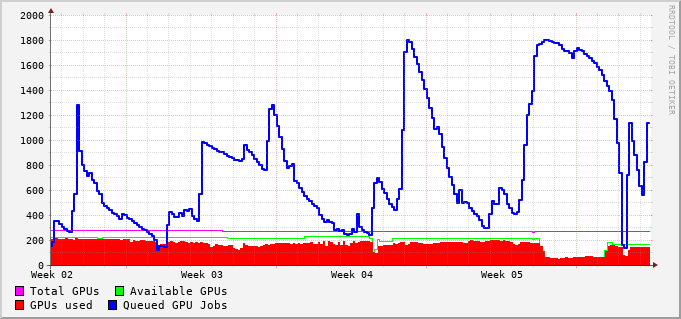 2000
1800
1600
1400
1200
1000
800
600
400
200
0
Week 02 Week 03 Week 04 Week 05
Total GPUs Available GPUs
GPUs used Queued GPU Jobs
RRDTOOL / TOBI OETIKER